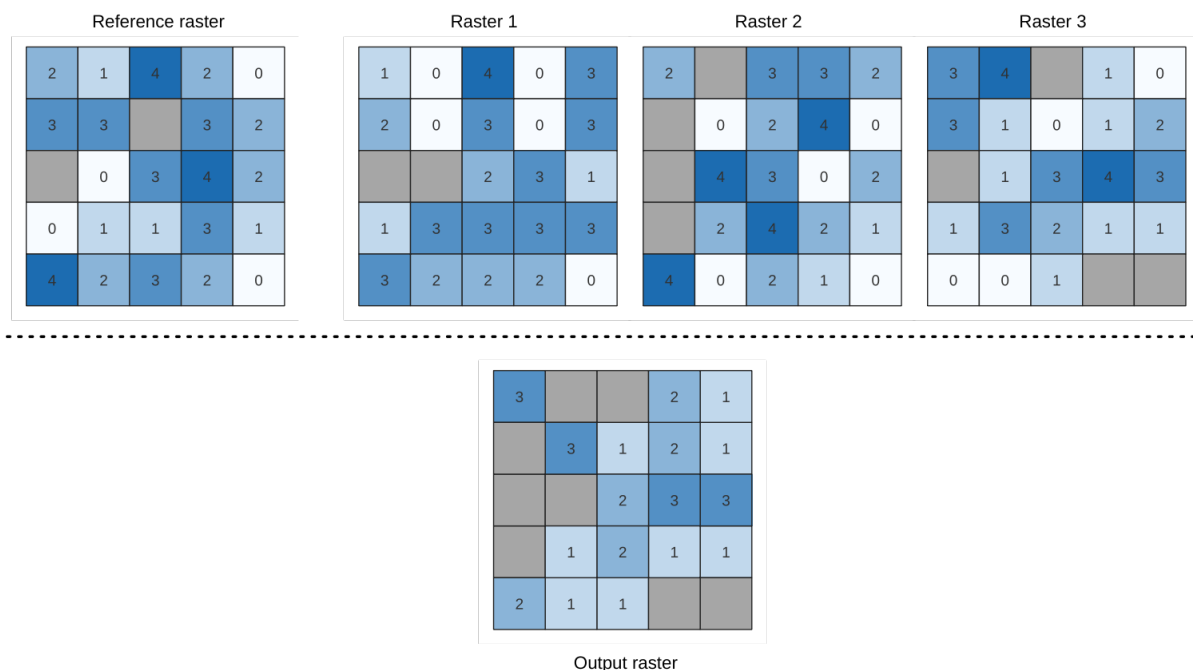 Reference raster Raster 1 Raster 2 Raster 3
2 1 4 2 0 1 0 4 0 3 2 3 3 2 3 4 1 0
3 3 3 2 2 0 3 0 3 0 2 4 0 3 1 0 1 2
0 3 4 2 2 3 1 4 3 0 2 1 3 4 3
0 1 1 3 1 1 3 3 3 3 2 4 2 1 1 3 2 1 1
4 2 3 2 0 3 2 2 2 0 4 0 2 1 0 0 0 1
3 2 1
3 1 2 1
2 3 3
1 2 1 1
2 1 1
Output raster